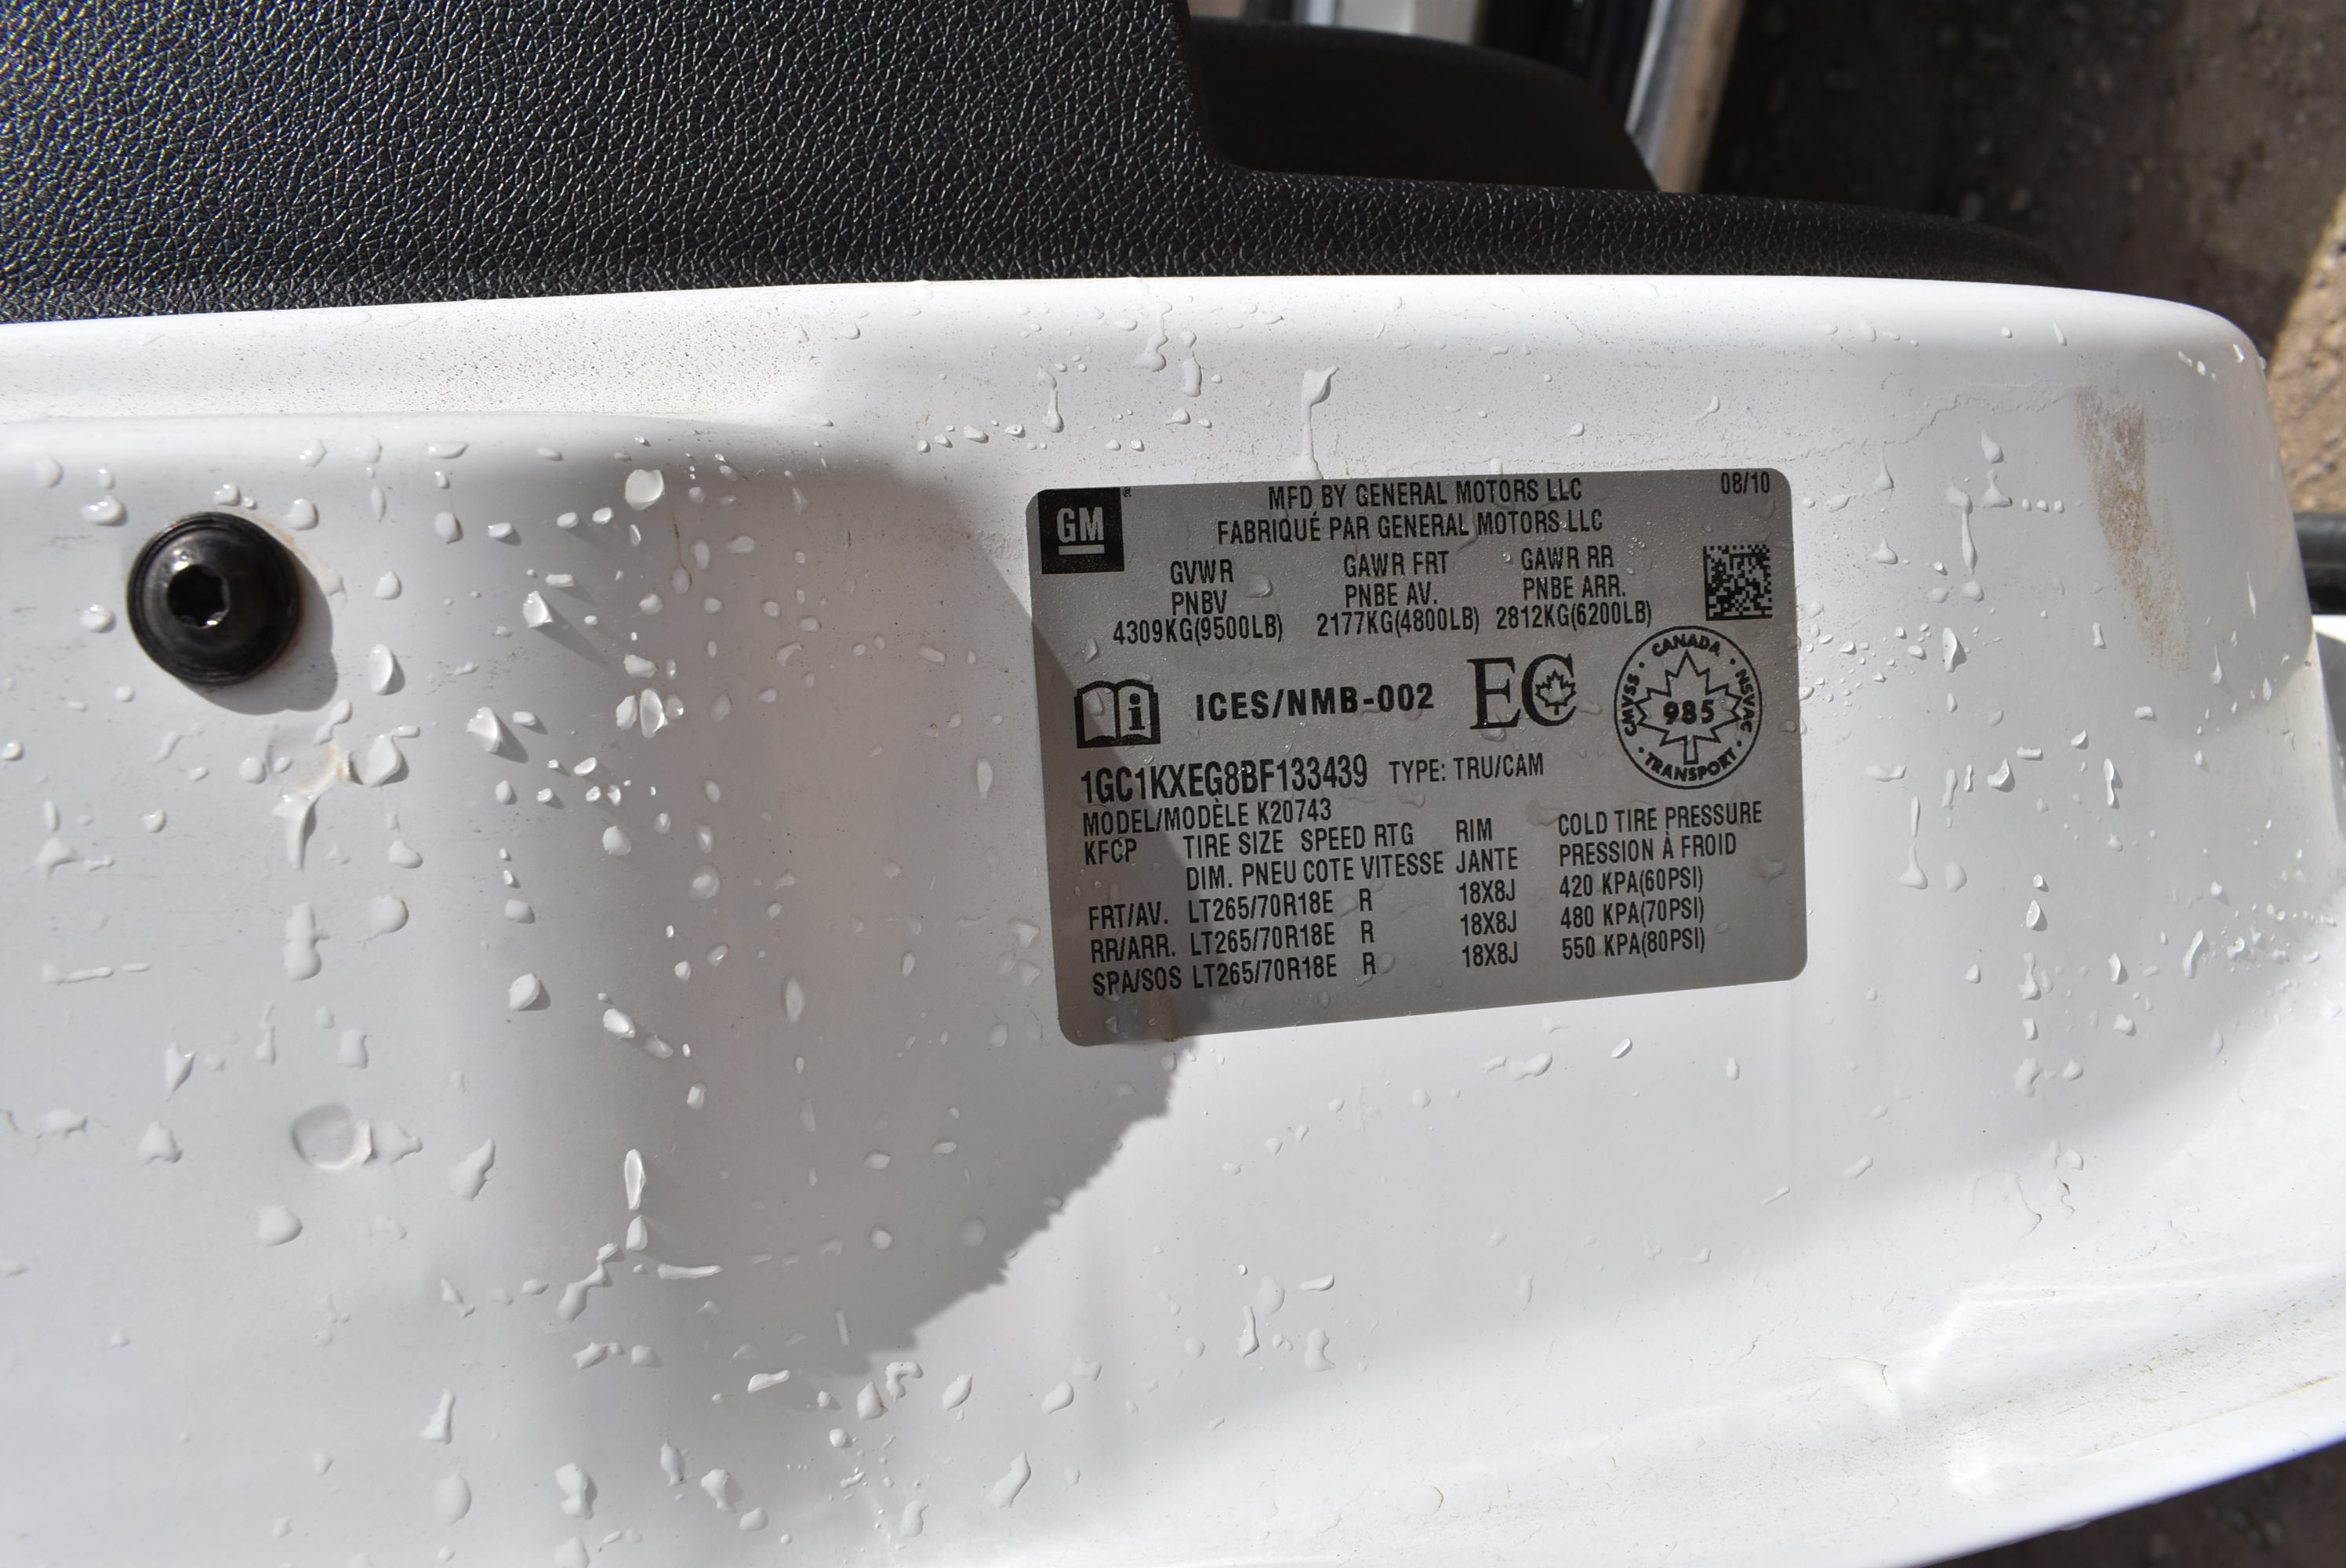 GM
MFD BY GENERAL MOTORS LLC 08/10
FABRIQUÉ PAR GENERAL MOTORS LLC
GVWR GAWR FRT GAWR RR
PNBV PNBE AV. PNBE ARR.
4309KG(9500LB) 2177KG(4800LB) 2812KG(6200LB)
i ICES/NMB-002 EC
CANADA
CMVSS 985 NSVAC
TRANSPORT
1GC1KXEG8BF133439 TYPE: TRU/CAM
MODEL/MODÈLE K20743
KFCP TIRE SIZE SPEED RTG RIM COLD TIRE PRESSURE
DIM. PNEU COTE VITESSE JANTE PRESSION À FROID
FRT/AV. LT265/70R18E R 18X8J 420 KPA(60PSI)
RR/ARR. LT265/70R18E R 18X8J 480 KPA(70PSI)
SPA/SOS LT265/70R18E R 18X8J 550 KPA(80PSI)